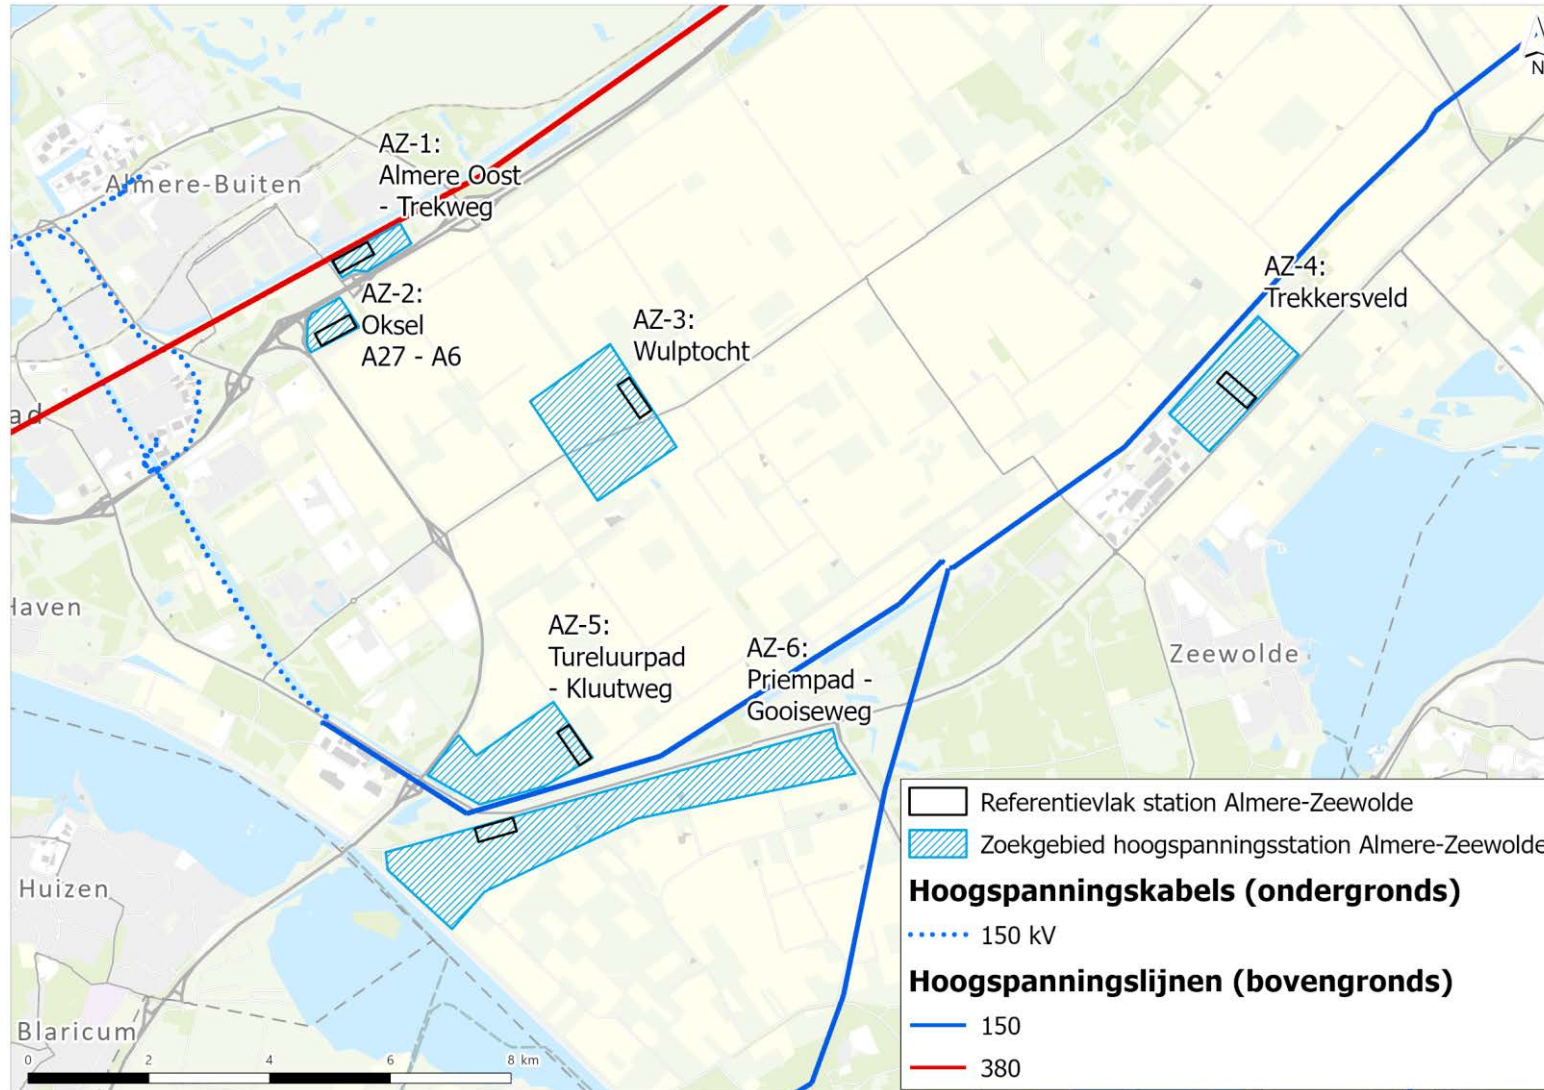 N
AZ-1:
Almere Oost
- Trekweg
Almere-Buiten
AZ-2:
Oksel
A27 - A6
AZ-3:
Wulptocht
AZ-4:
Trekkersveld
ad
Haven
AZ-5:
Tureluurpad
- Kluutweg
AZ-6:
Priempad -
Gooiseweg
Zeewolde
Huizen
Blaricum
0 2 4 6 8 km
Referentievlak station Almere-Zeewolde
Zoekgebied hoogspanningsstation Almere-Zeewolde
Hoogspanningskabels (ondergronds)
150 kV
Hoogspanningslijnen (bovengronds)
150
380